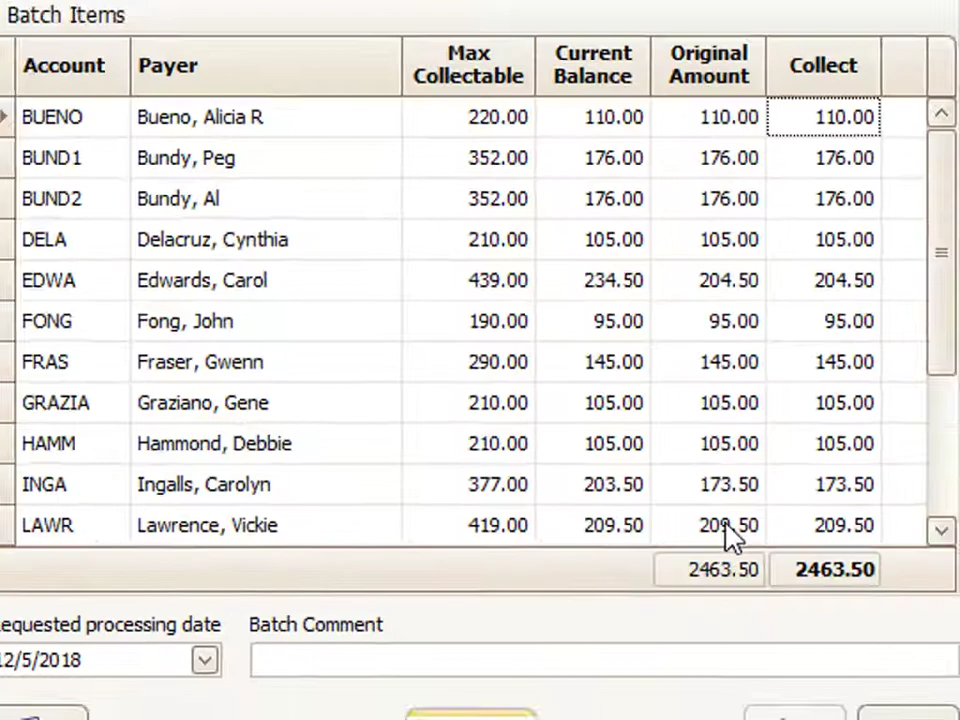 Batch Items
Account Payer Max Collectable Current Balance Original Amount Collect
BUENO Bueno, Alicia R 220.00 110.00 110.00 110.00
BUND1 Bundy, Peg 352.00 176.00 176.00 176.00
BUND2 Bundy, Al 352.00 176.00 176.00 176.00
DELA Delacruz, Cynthia 210.00 105.00 105.00 105.00
EDWA Edwards, Carol 439.00 234.50 204.50 204.50
FONG Fong, John 190.00 95.00 95.00 95.00
FRAS Fraser, Gwenn 290.00 145.00 145.00 145.00
GRAZIA Graziano, Gene 210.00 105.00 105.00 105.00
HAMM Hammond, Debbie 210.00 105.00 105.00 105.00
INGA Ingalls, Carolyn 377.00 203.50 173.50 173.50
LAWR Lawrence, Vickie 419.00 209.50 209.50 209.50
2463.50 2463.50
equested processing date Batch Comment
12/5/2018